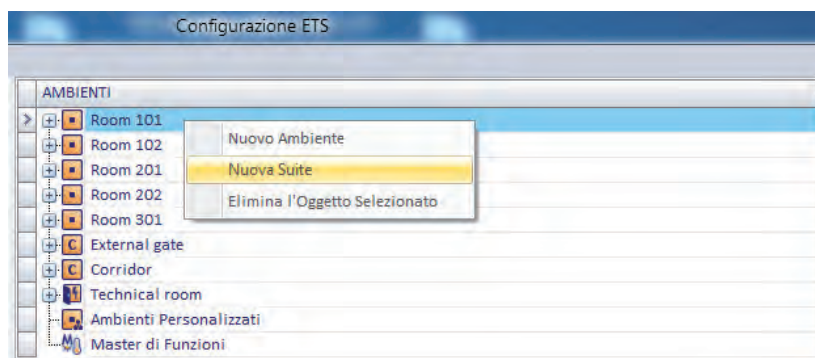 Configurazione ETS
AMBIENTI
Room 101
Room 102
Room 201
Room 202
Room 301
External gate
Corridor
Technical room
Ambienti Personalizzati
Master di Funzioni
Nuovo Ambiente
Nuova Suite
Elimina l'Oggetto Selezionato